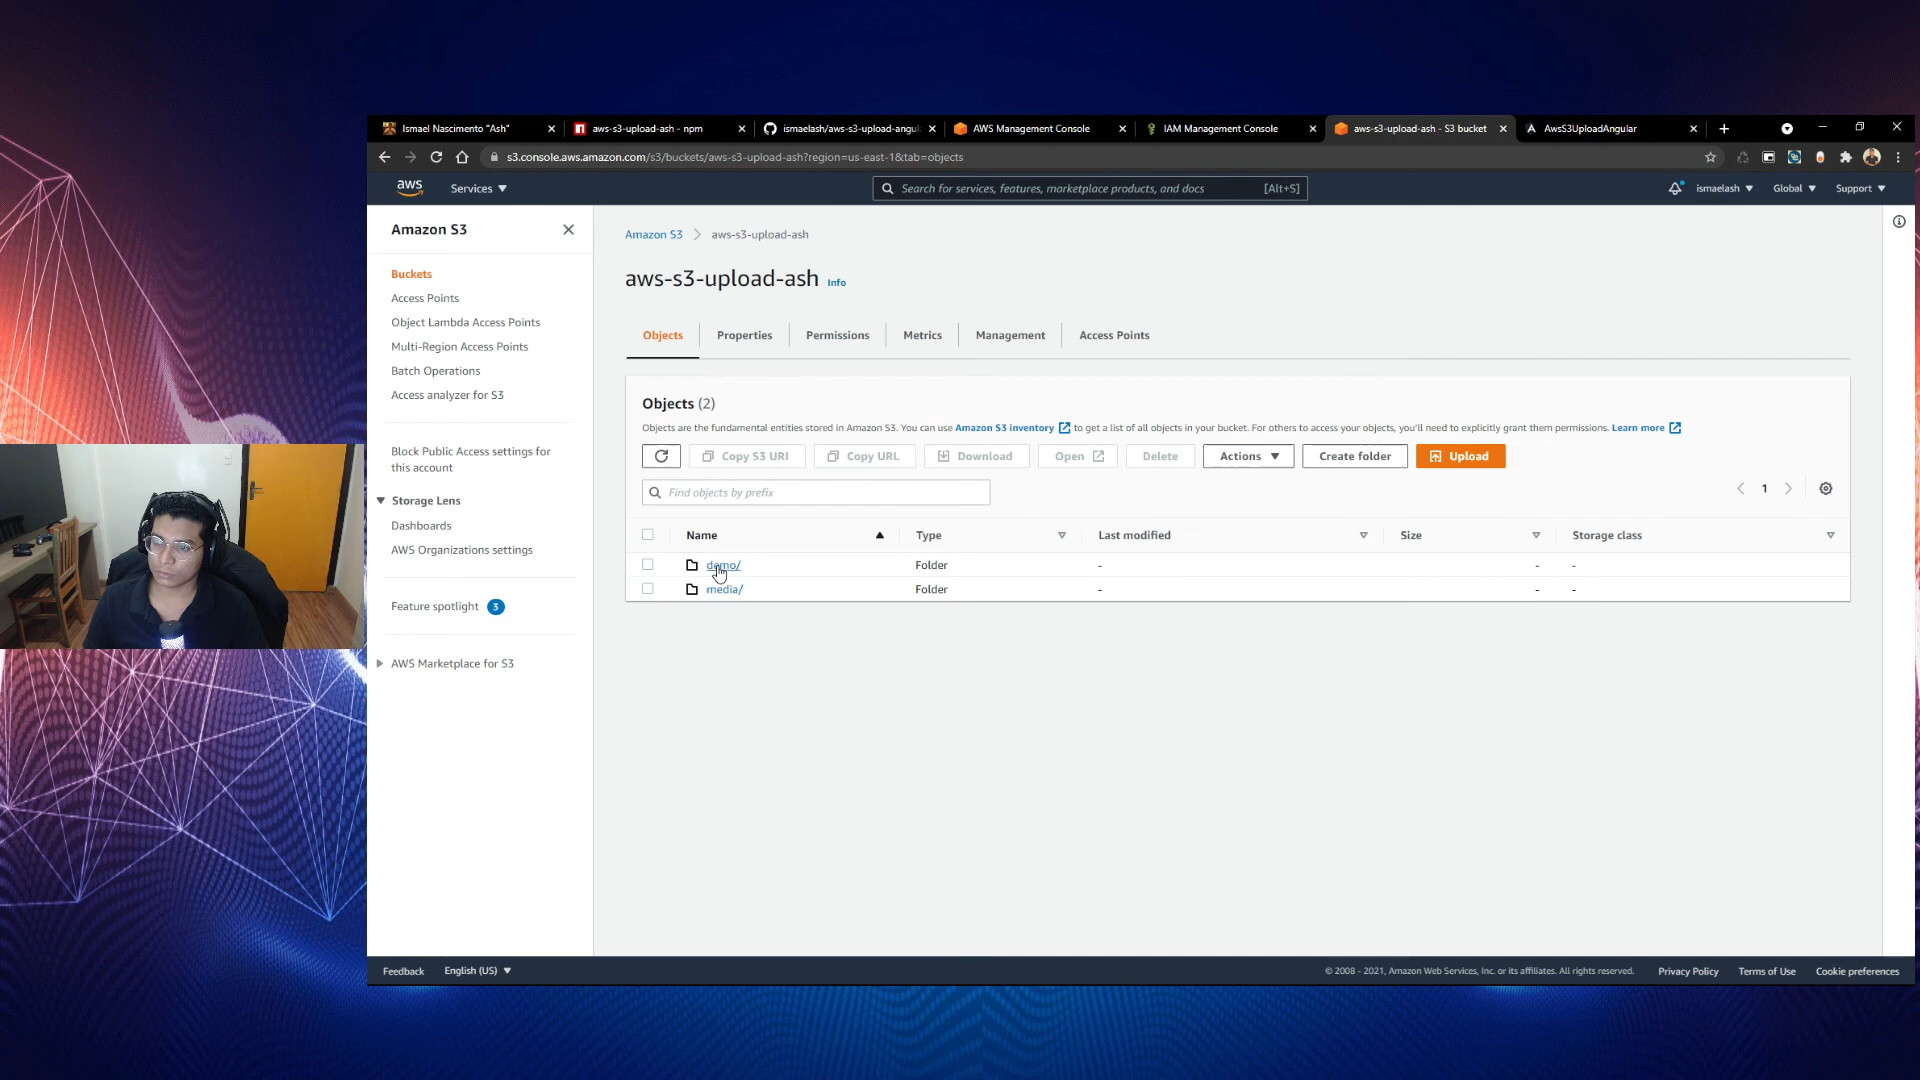 Ismael Nascimento "Ash"
aws-s3-upload-ash - npm
ismaelash/aws-s3-upload-angul
AWS Management Console
IAM Management Console
aws-s3-upload-ash - S3 bucket
AwsS3UploadAngular
s3.console.aws.amazon.com/s3/buckets/aws-s3-upload-ash?region=us-east-1&tab=objects
aws
Services
Search for services, features, marketplace products, and docs
[Alt+S]
ismaelash
Global
Support
Amazon S3
Buckets
Access Points
Object Lambda Access Points
Multi-Region Access Points
Batch Operations
Access analyzer for S3
Block Public Access settings for
this account
Storage Lens
Dashboards
AWS Organizations settings
Feature spotlight 3
AWS Marketplace for S3
Amazon S3 > aws-s3-upload-ash
aws-s3-upload-ash Info
Objects
Properties
Permissions
Metrics
Management
Access Points
Objects (2)
Objects are the fundamental entities stored in Amazon S3. You can use Amazon S3 inventory to get a list of all objects in your bucket. For others to access your objects, you'll need to explicitly grant them permissions. Learn more
Copy S3 URI
Copy URL
Download
Open
Delete
Actions
Create folder
Upload
Find objects by prefix
1
Name Type Last modified Size Storage class
demo/ Folder - - -
media/ Folder - - -
Feedback
English (US)
© 2008 - 2021, Amazon Web Services, Inc. or its affiliates. All rights reserved.
Privacy Policy
Terms of Use
Cookie preferences